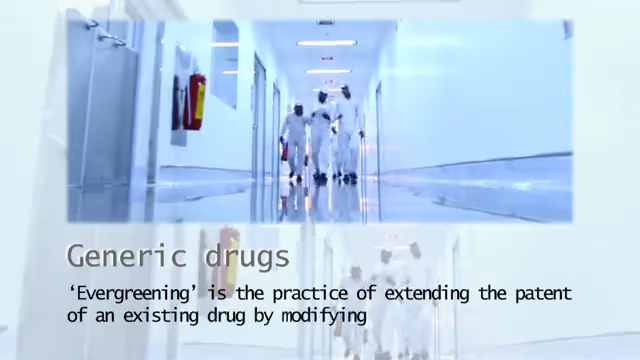 Generic drugs
‘Evergreening’ is the practice of extending the patent
of an existing drug by modifying